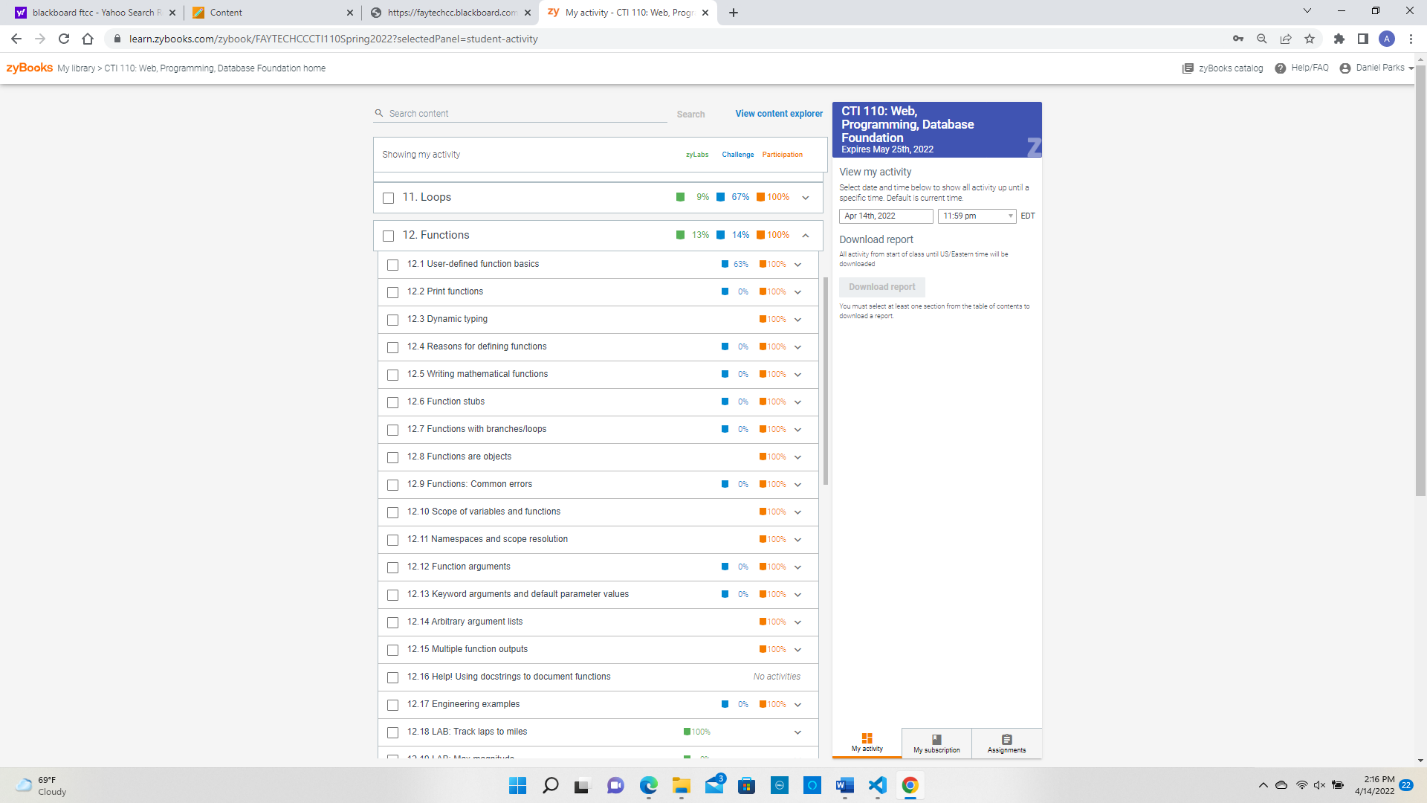 blackboard ftcc - Yahoo Search R
Content
https://faytechcc.blackboard.com
My activity - CTI 110: Web, Progr
learn.zybooks.com/zybook/FAYTECHCCCTI110Spring2022?selectedPanel=student-activity
A
zyBooks My library > CTI 110: Web, Programming, Database Foundation home
zyBooks catalog
Help/FAQ
Daniel Parks
Search content
Search
View content explorer
Showing my activity
zyLabs Challenge Participation
11. Loops 9% 67% 100%
12. Functions 13% 14% 100%
12.1 User-defined function basics 63% 100%
12.2 Print functions 0% 100%
12.3 Dynamic typing 100%
12.4 Reasons for defining functions 0% 100%
12.5 Writing mathematical functions 0% 100%
12.6 Function stubs 0% 100%
12.7 Functions with branches/loops 0% 100%
12.8 Functions are objects 100%
12.9 Functions: Common errors 0% 100%
12.10 Scope of variables and functions 100%
12.11 Namespaces and scope resolution 100%
12.12 Function arguments 0% 100%
12.13 Keyword arguments and default parameter values 0% 100%
12.14 Arbitrary argument lists 100%
12.15 Multiple function outputs 100%
12.16 Help! Using docstrings to document functions No activities
12.17 Engineering examples 0% 100%
12.18 LAB: Track laps to miles 100%
CTI 110: Web,
Programming, Database
Foundation
Expires May 25th, 2022
View my activity
Select date and time below to show all activity up until a
specific time. Default is current time.
Apr 14th, 2022 11:59 pm EDT
Download report
All activity from start of class until US/Eastern time will be
downloaded
Download report
You must select at least one section from the table of contents to
download a report.
My activity
My subscription
Assignments
69°F
Cloudy
3
2:16 PM
4/14/2022
22